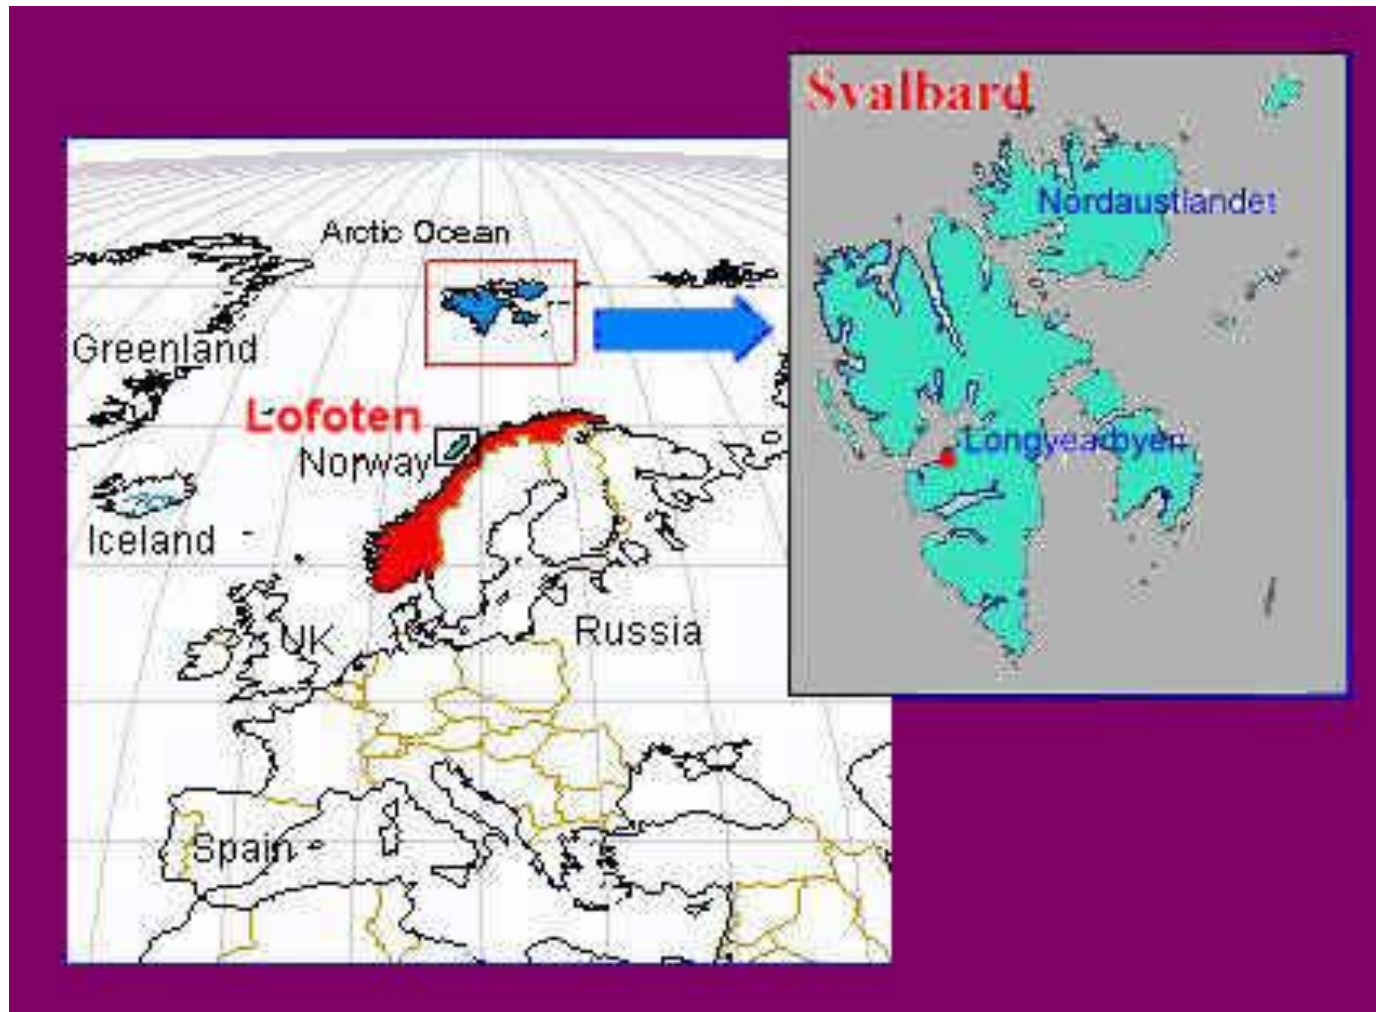 Svalbard
Nordaustlandet
Arctic Ocean
Greenland
Lofoten
Norway
Longyearbyen
Iceland
UK
Russia
Spain